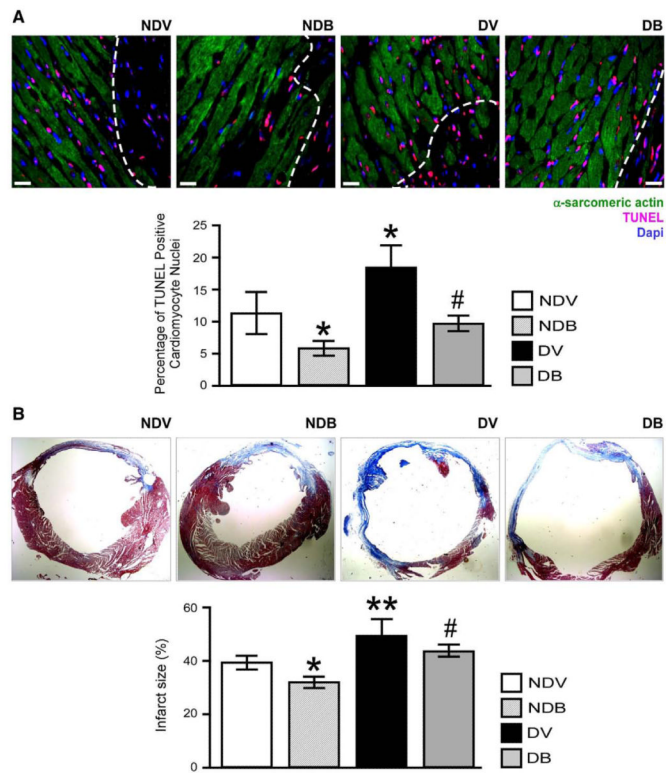 A
NDV NDB DV DB
α-sarcomeric actin
TUNEL
Dapi
Percentage of TUNEL Positive
Cardiomyocyte Nuclei
25
20
15
10
5
0
*
*
#
NDV
NDB
DV
DB
B
NDV NDB DV DB
Infarct size (%)
60
40
20
0
*
**
#
NDV
NDB
DV
DB